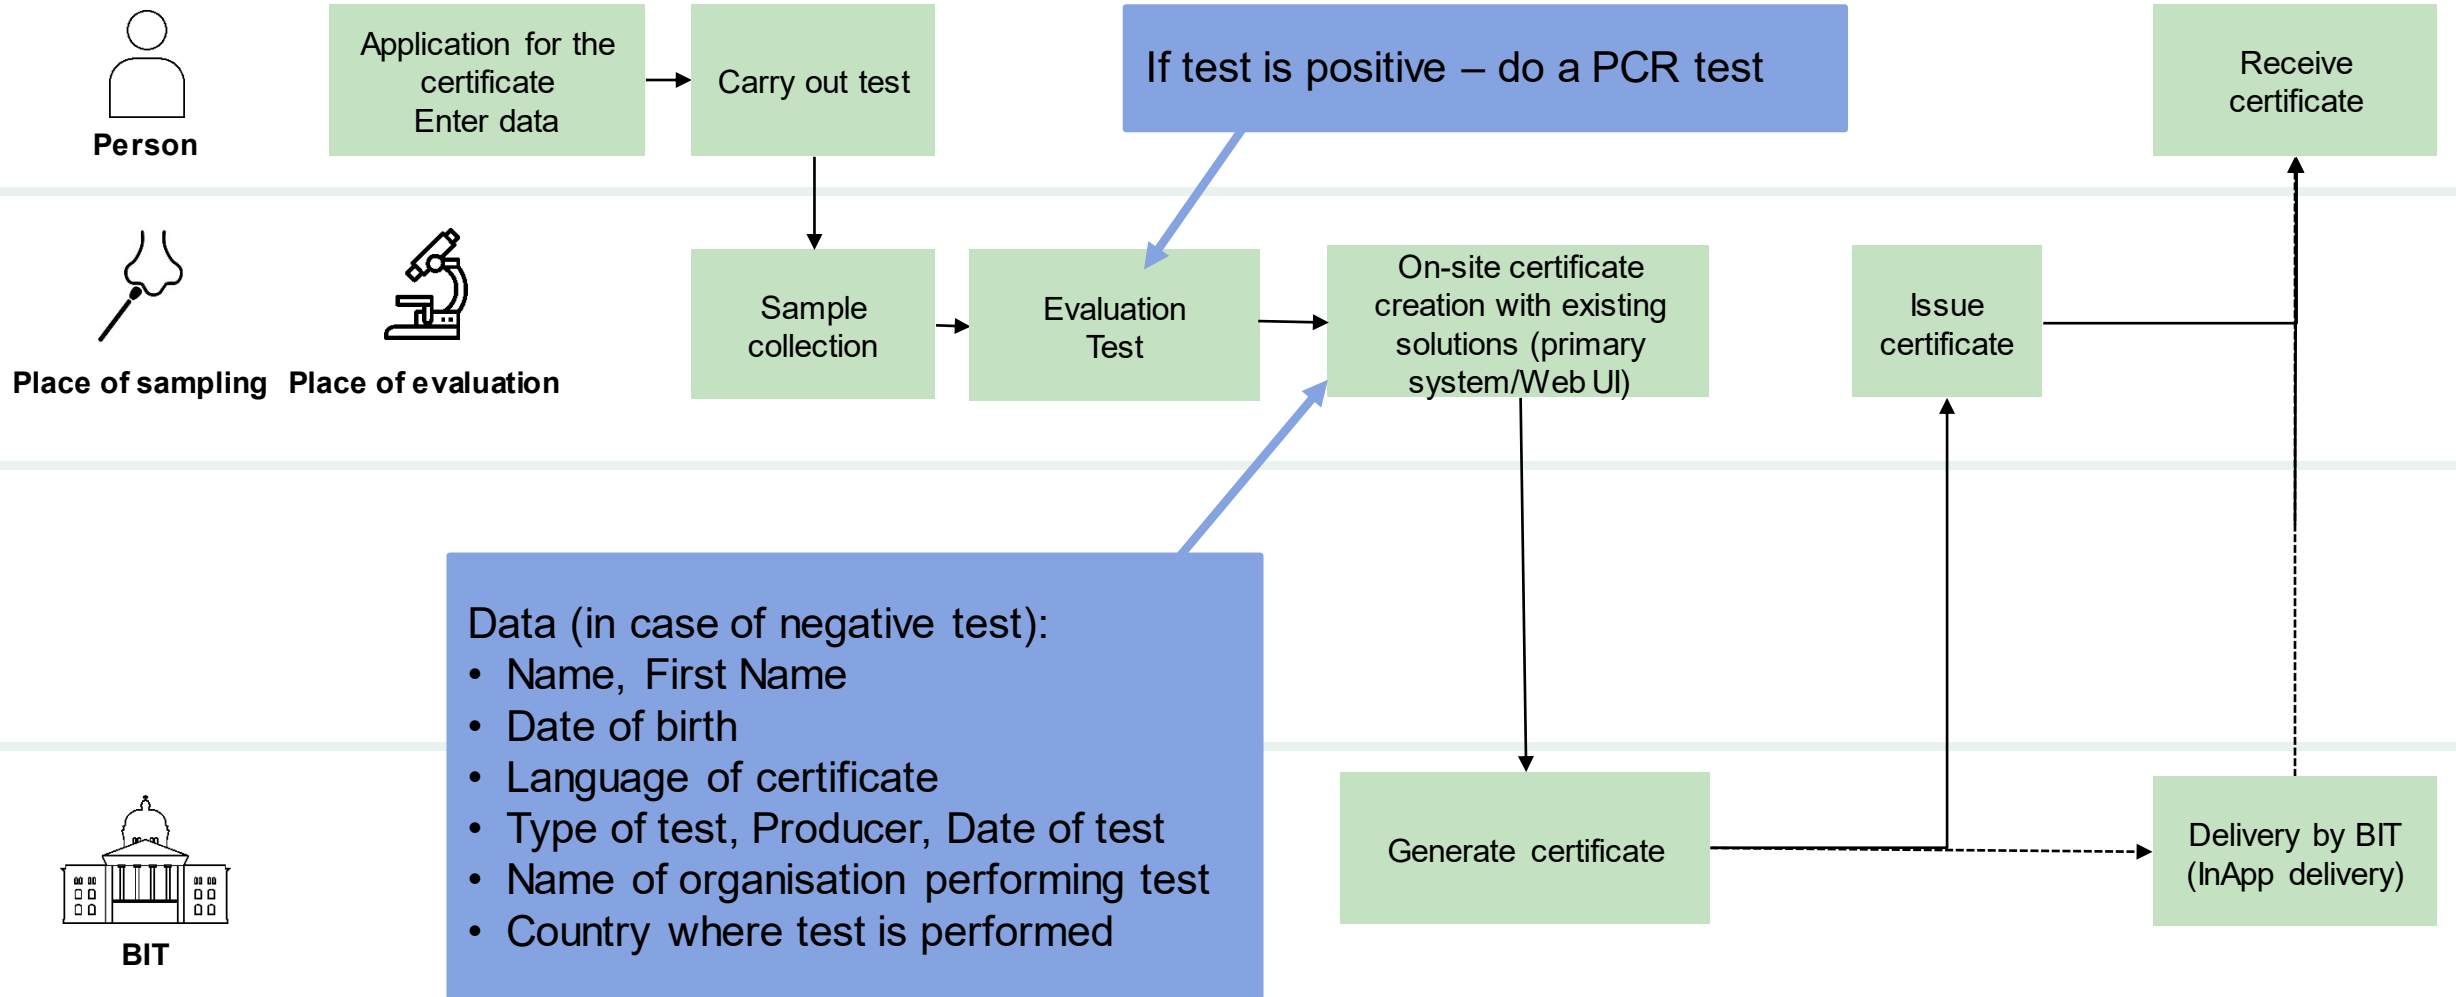 Application for the
certificate
Enter data
Carry out test
If test is positive – do a PCR test
Receive
certificate
Person
Sample
collection
Evaluation
Test
On-site certificate
creation with existing
solutions (primary
system/Web UI)
Issue
certificate
Place of sampling
Place of evaluation
Data (in case of negative test):
• Name, First Name
• Date of birth
• Language of certificate
• Type of test, Producer, Date of test
• Name of organisation performing test
• Country where test is performed
Generate certificate
Delivery by BIT
(InApp delivery)
BIT